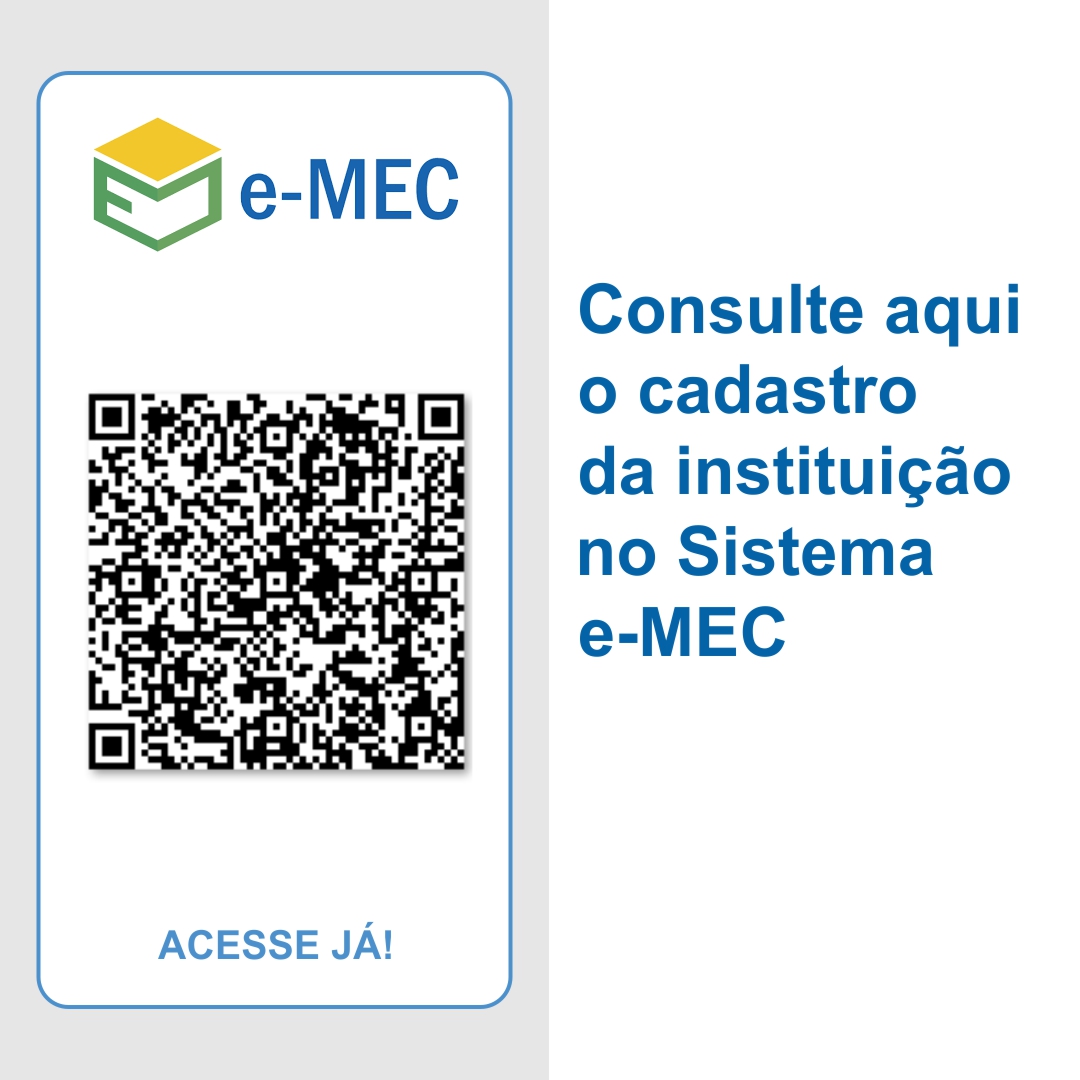 e-MEC
ACESSE JÁ!
Consulte aqui
o cadastro
da instituição
no Sistema
e-MEC